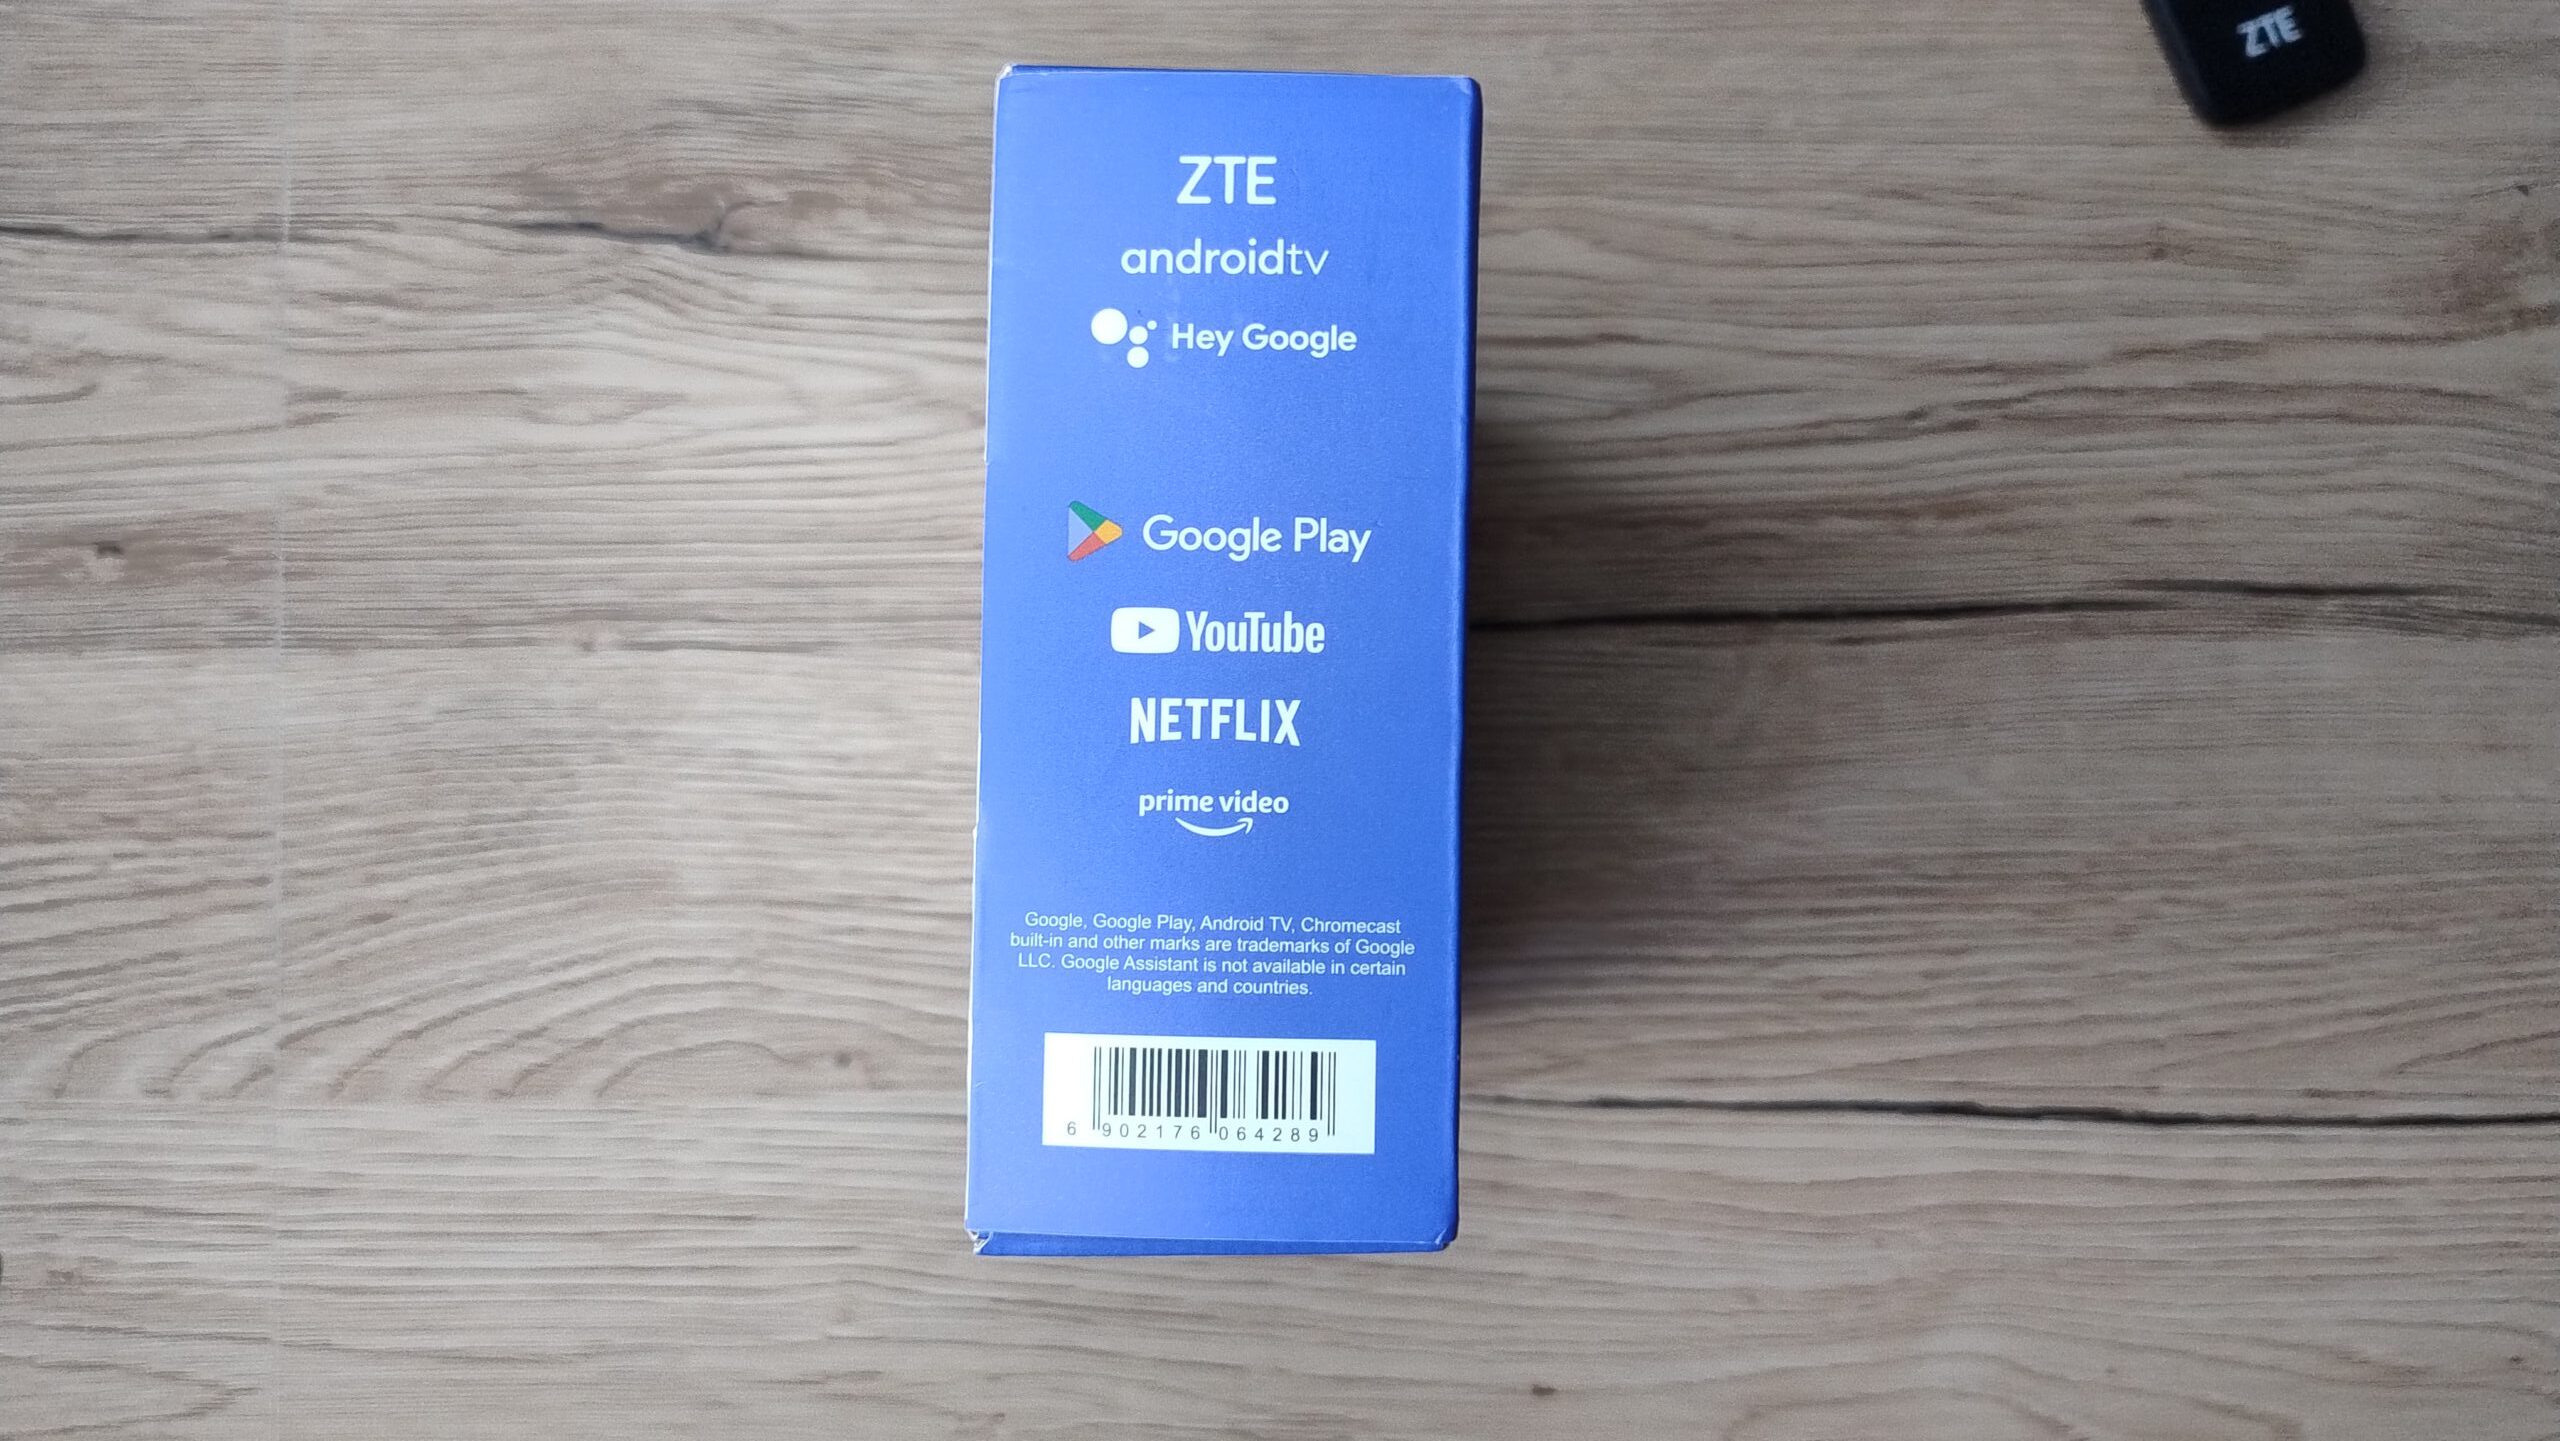 ZTE
ZTE
androidtv
Hey Google
Google Play
YouTube
NETFLIX
prime video
Google, Google Play, Android TV, Chromecast
built-in and other marks are trademarks of Google
LLC. Google Assistant is not available in certain
languages and countries.
6 902176 064289